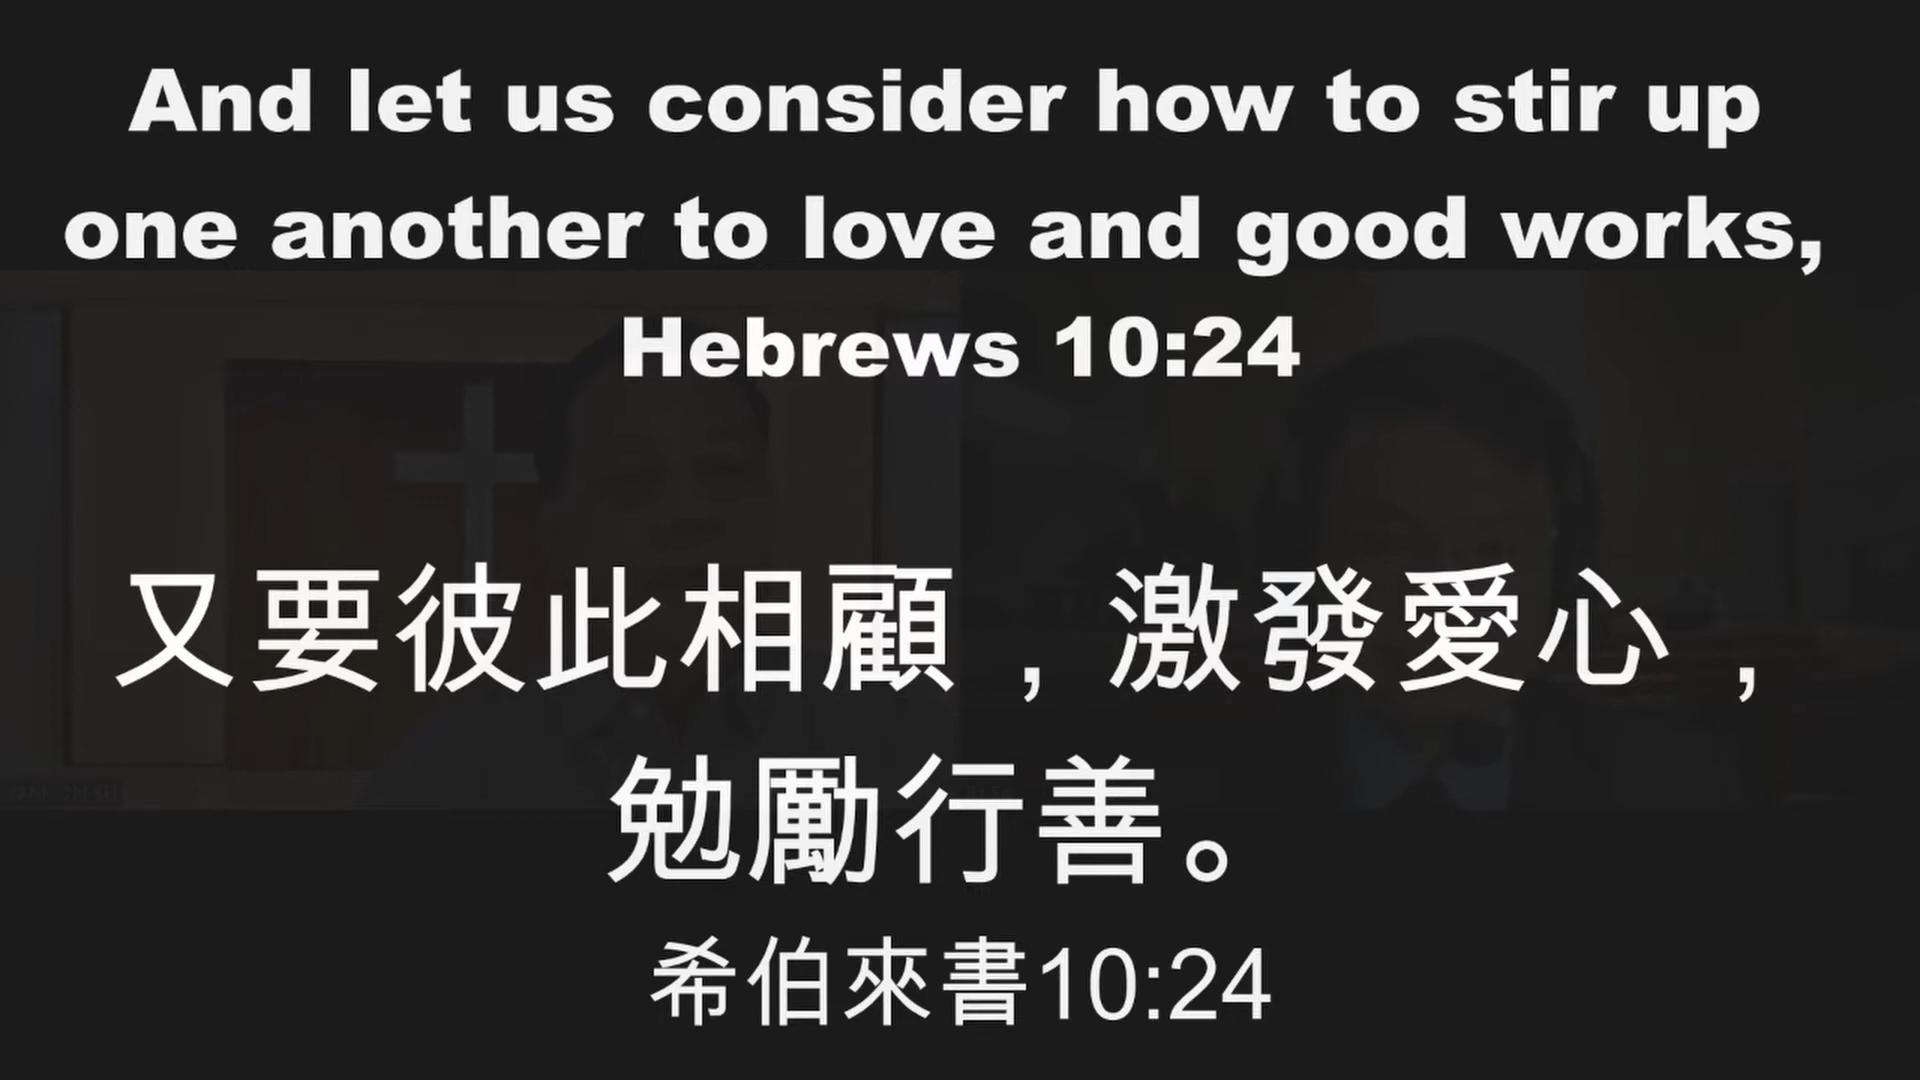 And let us consider how to stir up
one another to love and good works,
Hebrews 10:24
又要彼此相顧，激發愛心，
勉勵行善。
希伯來書10:24